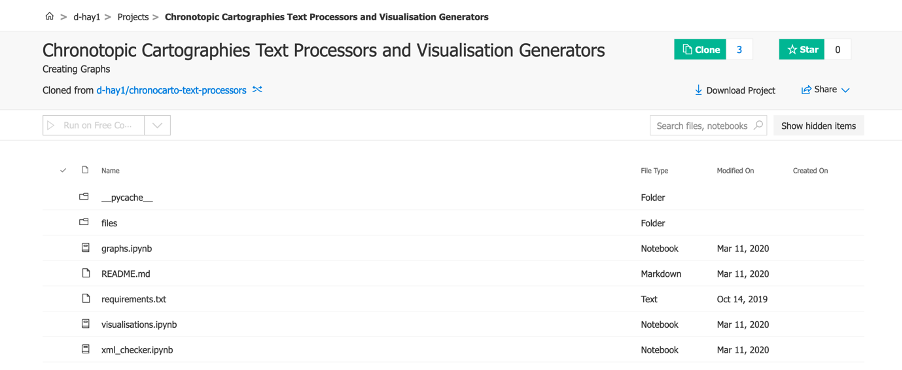 > d-hay1 > Projects > Chronotopic Cartographies Text Processors and Visualisation Generators
Chronotopic Cartographies Text Processors and Visualisation Generators
Clone 3
Star 0
Creating Graphs
Cloned from d-hay1/chronocarto-text-processors
Download Project
Share
Run on Free Co...
Search files, notebooks
Show hidden items
Name File Type Modified On Created On
__pycache__ Folder
files Folder
graphs.ipynb Notebook Mar 11, 2020
README.md Markdown Mar 11, 2020
requirements.txt Text Oct 14, 2019
visualisations.ipynb Notebook Mar 11, 2020
xml_checker.ipynb Notebook Mar 11, 2020